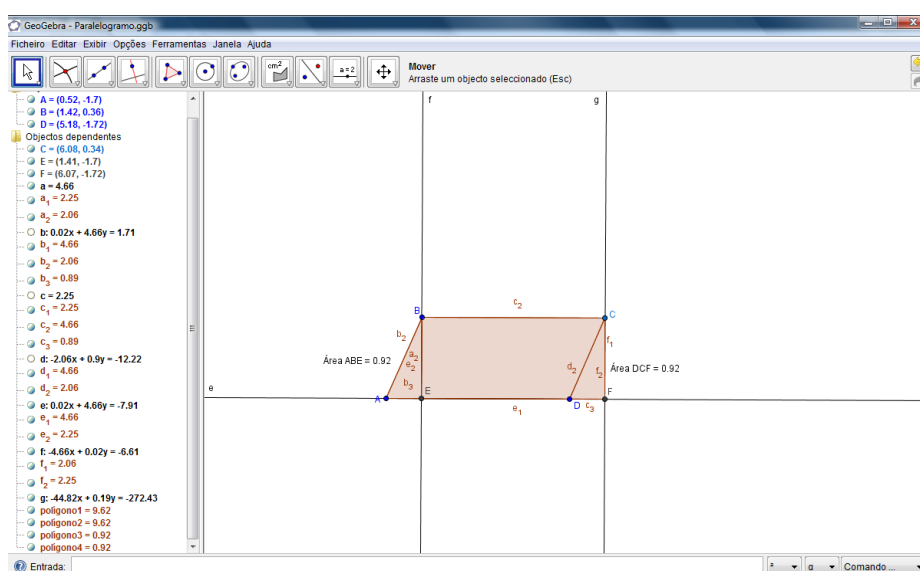 GeoGebra - Paralelogramo.ggb
Ficheiro Editar Exibir Opções Ferramentas Janela Ajuda
cm²
a = 2
Mover
Arraste um objecto seleccionado (Esc)
A = (0.52, -1.7)
B = (1.42, 0.36)
D = (5.18, -1.72)
Objectos dependentes
C = (6.08, 0.34)
E = (1.41, -1.7)
F = (6.07, -1.72)
a = 4.66
a₁ = 2.25
a₂ = 2.06
b: 0.02x + 4.66y = 1.71
b₁ = 4.66
b₂ = 2.06
b₃ = 0.89
c = 2.25
c₁ = 2.25
c₂ = 4.66
c₃ = 0.89
d: -2.06x + 0.9y = -12.22
d₁ = 4.66
d₂ = 2.06
e: 0.02x + 4.66y = -7.91
e₁ = 4.66
e₂ = 2.25
f: -4.66x + 0.02y = -6.61
f₁ = 2.06
f₂ = 2.25
g: -44.82x + 0.19y = -272.43
polígono1 = 9.62
polígono2 = 9.62
polígono3 = 0.92
polígono4 = 0.92
f
g
c₂
B
C
b₂
f₁
a₂
Área ABE = 0.92
e₂
d₂
f₂
Área DCF = 0.92
b₃
e
E
F
A
D
c₃
e₁
Entrada:
²
α
Comando ...